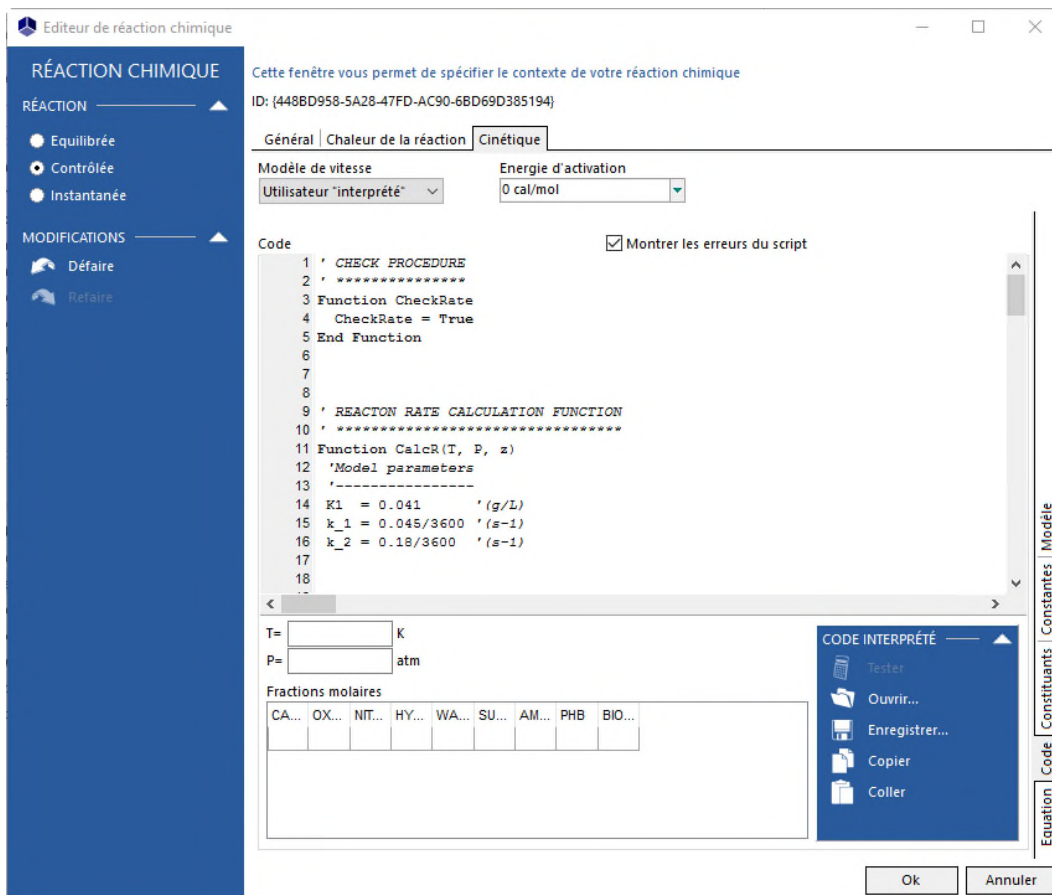 Editeur de réaction chimique
RÉACTION CHIMIQUE
RÉACTION
Equilibrée
Contrôlée
Instantanée
MODIFICATIONS
Défaire
Refaire
Cette fenêtre vous permet de spécifier le contexte de votre réaction chimique
ID: {448BD958-5A28-47FD-AC90-6BD69D385194}
Général
Chaleur de la réaction
Cinétique
Modèle de vitesse
Energie d'activation
Utilisateur "interprété"
0 cal/mol
Code
Montrer les erreurs du script
1 ' CHECK PROCEDURE
2 ' ***************
3 Function CheckRate
4 CheckRate = True
5 End Function
6
7
8
9 ' REACTON RATE CALCULATION FUNCTION
10 ' *********************************
11 Function CalcR(T, P, z)
12 'Model parameters
13 '----------------
14 K1 = 0.041 '(g/L)
15 k_1 = 0.045/3600 '(s-1)
16 k_2 = 0.18/3600 '(s-1)
17
18
T= K
P= atm
Fractions molaires
CA... OX... NIT... HY... WA... SU... AM... PHB BIO...
CODE INTERPRÉTÉ
Tester
Ouvrir...
Enregistrer...
Copier
Coller
Modèle
Constantes
Constituants
Code
Equation
Ok
Annuler